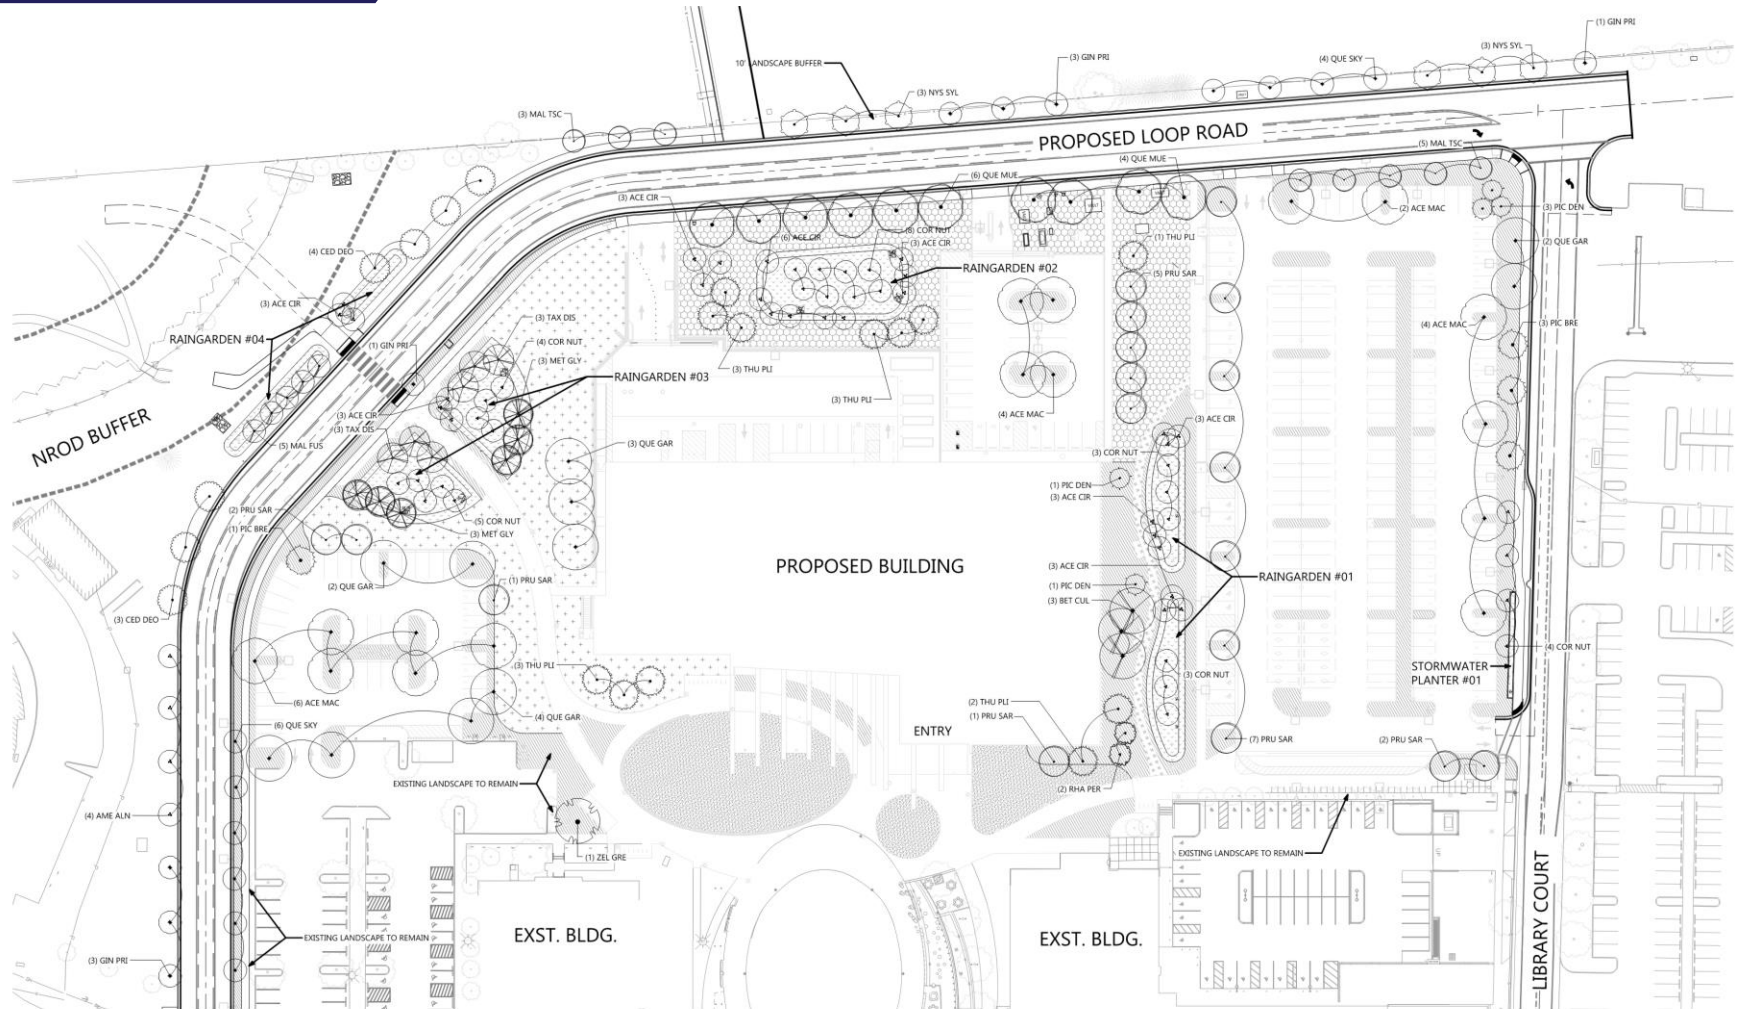 (1) GIN PRI
(3) NYS SYL
(4) QUE SKY
(3) GIN PRI
10' LANDSCAPE BUFFER
(3) NYS SYL
(3) MAL TSC
PROPOSED LOOP ROAD
(5) MAL TSC
(4) QUE MUE
(6) QUE MUE
(3) ACE CIR
(2) ACE MAC
(3) PIC DEN
(8) COR NUT
(6) ACE CIR
(3) ACE CIR
(1) THU PLI
(2) QUE GAR
(4) CED DEO
RAINGARDEN #02
(5) PRU SAR
(3) ACE CIR
(3) TAX DIS
(4) ACE MAC
(3) PIC BRE
RAINGARDEN #04
(1) GIN PRI
(4) COR NUT
(3) MET GLY
(3) THU PLI
RAINGARDEN #03
(3) THU PLI
(4) ACE MAC
(3) ACE CIR
(3) ACE CIR
NROD BUFFER
(3) TAX DIS
(5) MAL FUS
(3) QUE GAR
(3) COR NUT
(1) PIC DEN
(3) ACE CIR
(2) PRU SAR
(1) PIC BRE
(5) COR NUT
(3) MET GLY
PROPOSED BUILDING
(3) ACE CIR
(1) PIC DEN
(3) BET CUL
RAINGARDEN #01
(2) QUE GAR
(1) PRU SAR
(3) CED DEO
(4) COR NUT
(3) THU PLI
(3) COR NUT
STORMWATER
PLANTER #01
(6) ACE MAC
(2) THU PLI
(1) PRU SAR
(4) QUE GAR
(6) QUE SKY
ENTRY
(7) PRU SAR
(2) PRU SAR
EXISTING LANDSCAPE TO REMAIN
(2) RHA PER
(4) AME ALN
(1) ZEL GRE
EXISTING LANDSCAPE TO REMAIN
LIBRARY COURT
EXISTING LANDSCAPE TO REMAIN
EXST. BLDG.
EXST. BLDG.
(3) GIN PRI